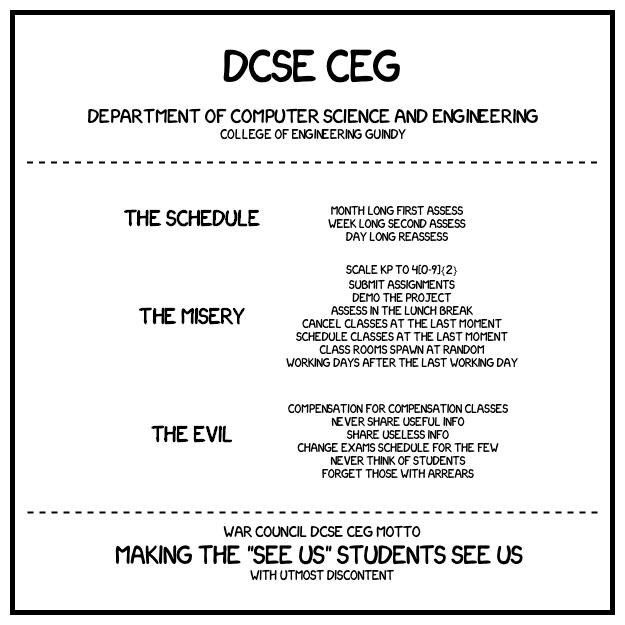 DCSE CEG
DEPARTMENT OF COMPUTER SCIENCE AND ENGINEERING
COLLEGE OF ENGINEERING GUINDY
THE SCHEDULE
MONTH LONG FIRST ASSESS
WEEK LONG SECOND ASSESS
DAY LONG REASSESS
THE MISERY
SCALE KP TO 4[0-9]{2}
SUBMIT ASSIGNMENTS
DEMO THE PROJECT
ASSESS IN THE LUNCH BREAK
CANCEL CLASSES AT THE LAST MOMENT
SCHEDULE CLASSES AT THE LAST MOMENT
CLASS ROOMS SPAWN AT RANDOM
WORKING DAYS AFTER THE LAST WORKING DAY
THE EVIL
COMPENSATION FOR COMPENSATION CLASSES
NEVER SHARE USEFUL INFO
SHARE USELESS INFO
CHANGE EXAMS SCHEDULE FOR THE FEW
NEVER THINK OF STUDENTS
FORGET THOSE WITH ARREARS
WAR COUNCIL DCSE CEG MOTTO
MAKING THE "SEE US" STUDENTS SEE US
WITH UTMOST DISCONTENT